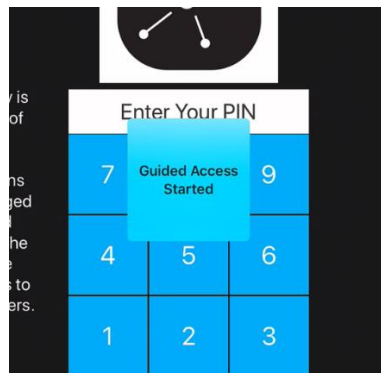 y is
of
Enter Your PIN
7
Guided Access
Started
9
ns
ged
he
4
5
6
s to
ers.
1
2
3